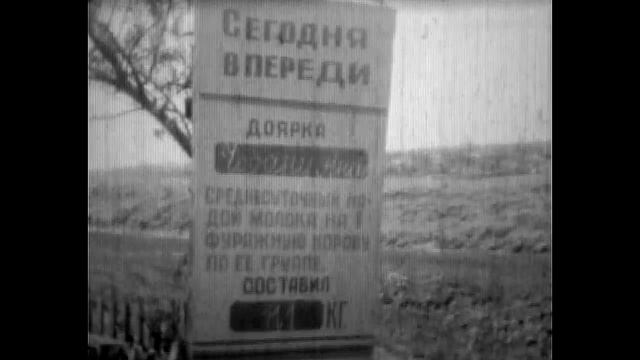 СЕГОДНЯ
ВПЕРЕДИ
ДОЯРКА
СРЕДНЕСУТОЧНЫЙ НА-
ДОЙ МОЛОКА НА 1
ФУРАЖНУЮ КОРОВУ
ПО ЕЕ ГРУППЕ
СОСТАВИЛ
КГ